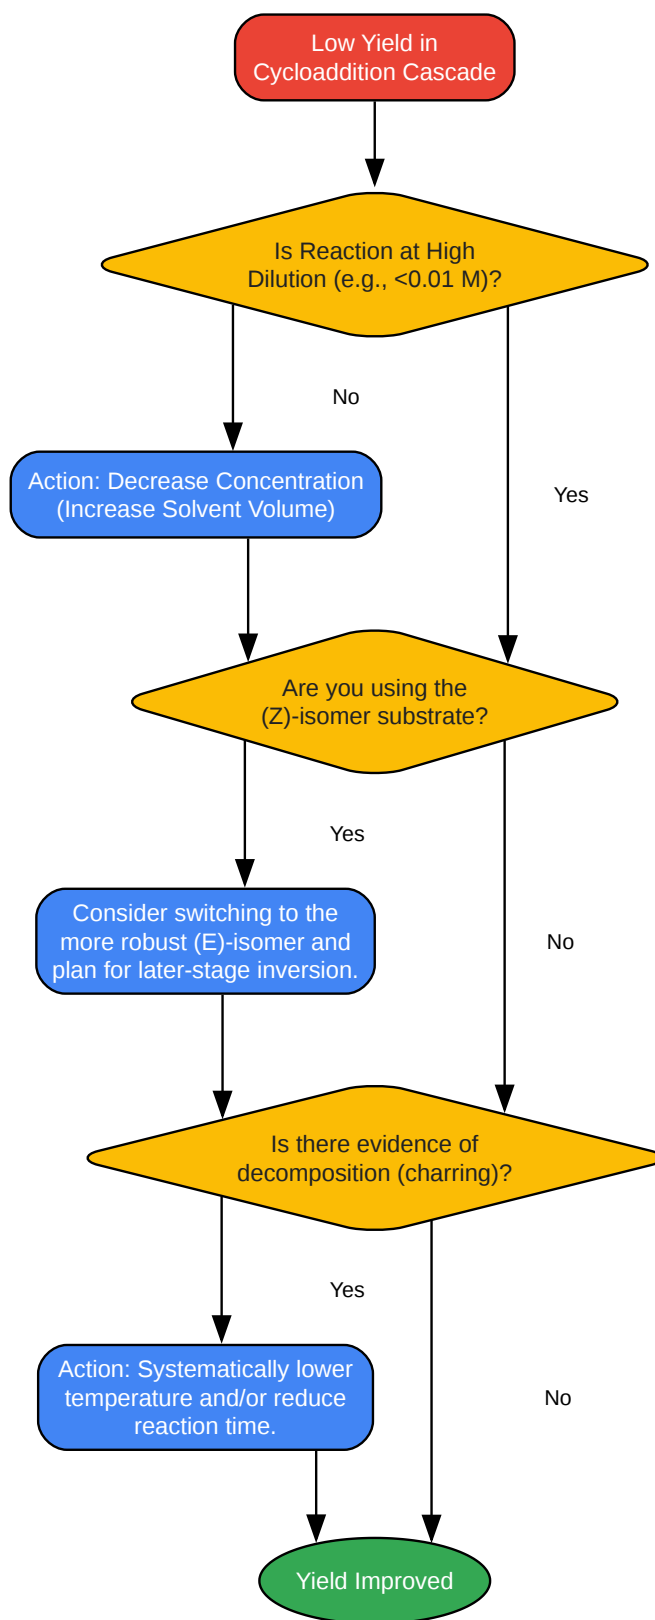 Low Yield in
Cycloaddition Cascade
Is Reaction at High
Dilution (e.g., <0.01 M)?
No
Action: Decrease Concentration
(Increase Solvent Volume)
Yes
Are you using the
(Z)-isomer substrate?
Yes
Consider switching to the
more robust (E)-isomer and
plan for later-stage inversion.
No
Is there evidence of
decomposition (charring)?
Yes
Action: Systematically lower
temperature and/or reduce
reaction time.
No
Yield Improved